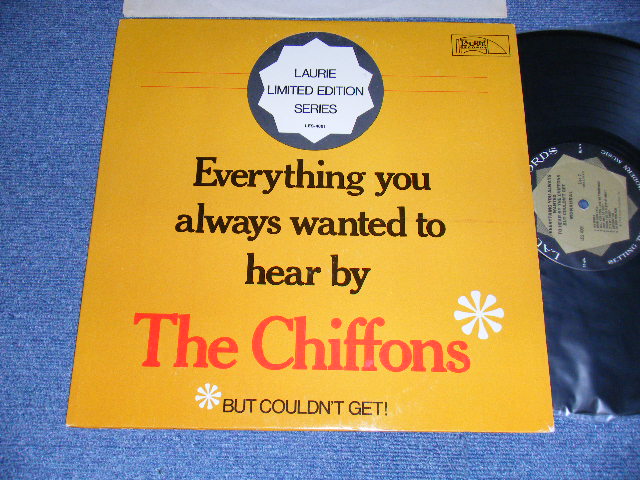 LAURIE
LIMITED EDITION
SERIES
Everything you
always wanted to
hear by
The Chiffons*
*BUT COULDN'T GET!